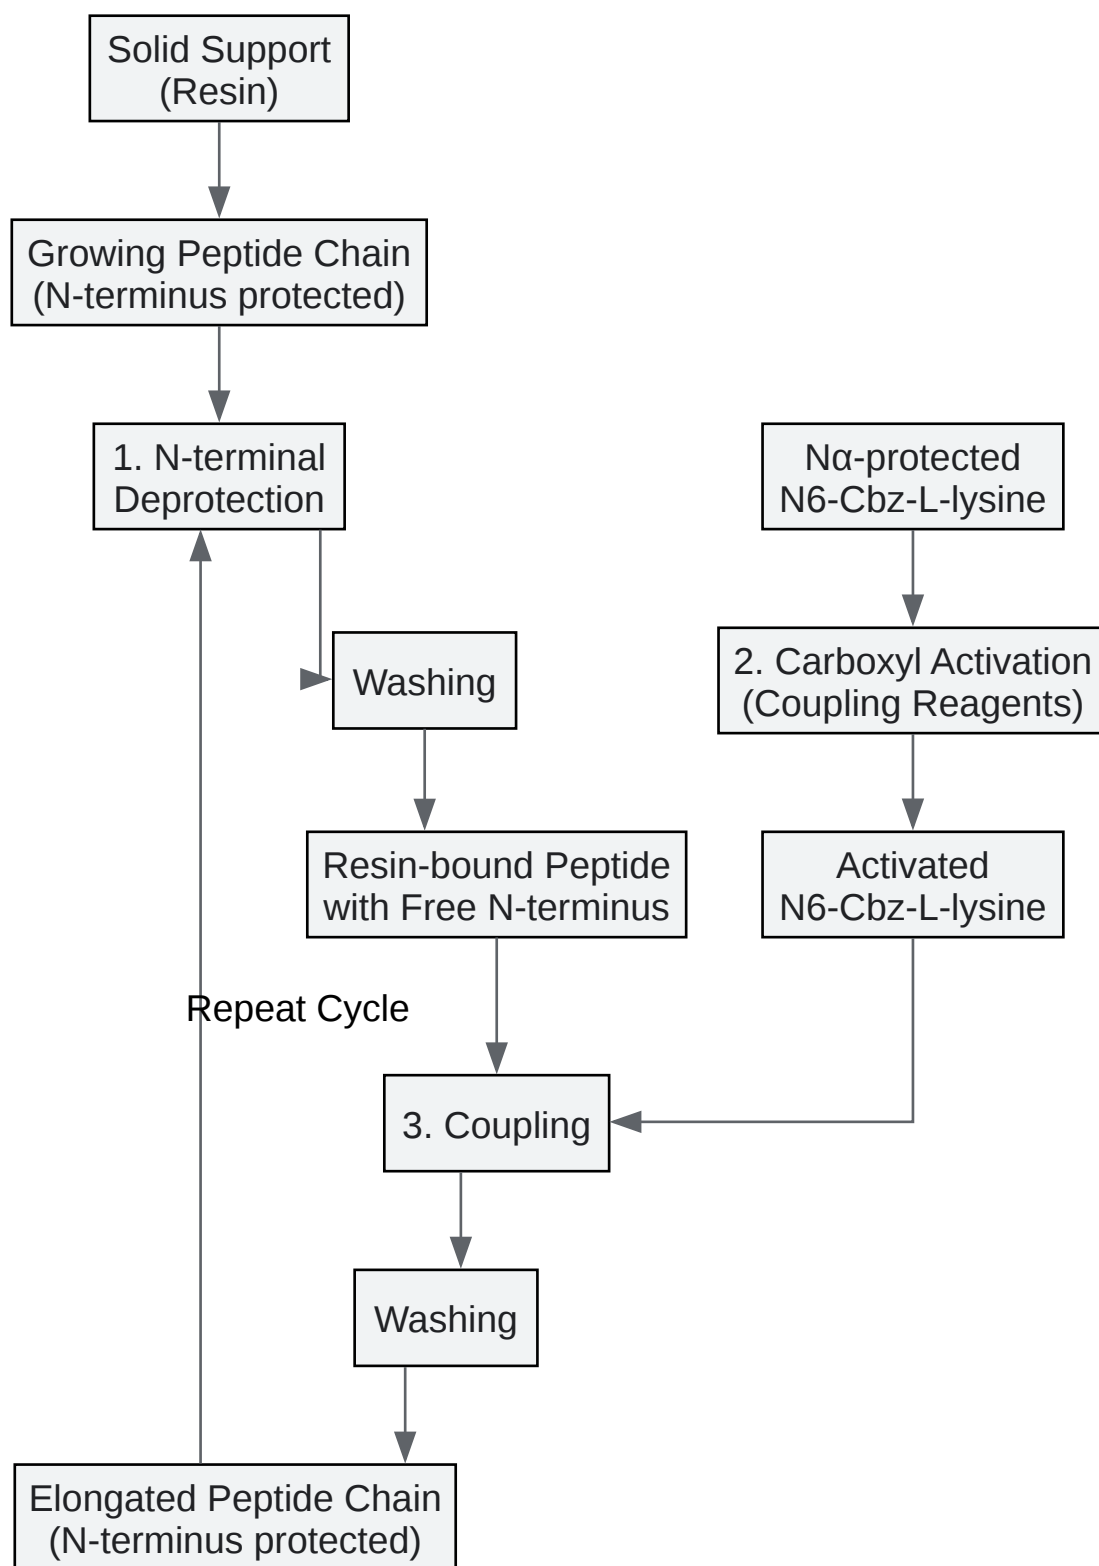 Solid Support
(Resin)
Growing Peptide Chain
(N-terminus protected)
1. N-terminal
Deprotection
Nα-protected
N6-Cbz-L-lysine
Washing
2. Carboxyl Activation
(Coupling Reagents)
Resin-bound Peptide
with Free N-terminus
Activated
N6-Cbz-L-lysine
Repeat Cycle
3. Coupling
Washing
Elongated Peptide Chain
(N-terminus protected)